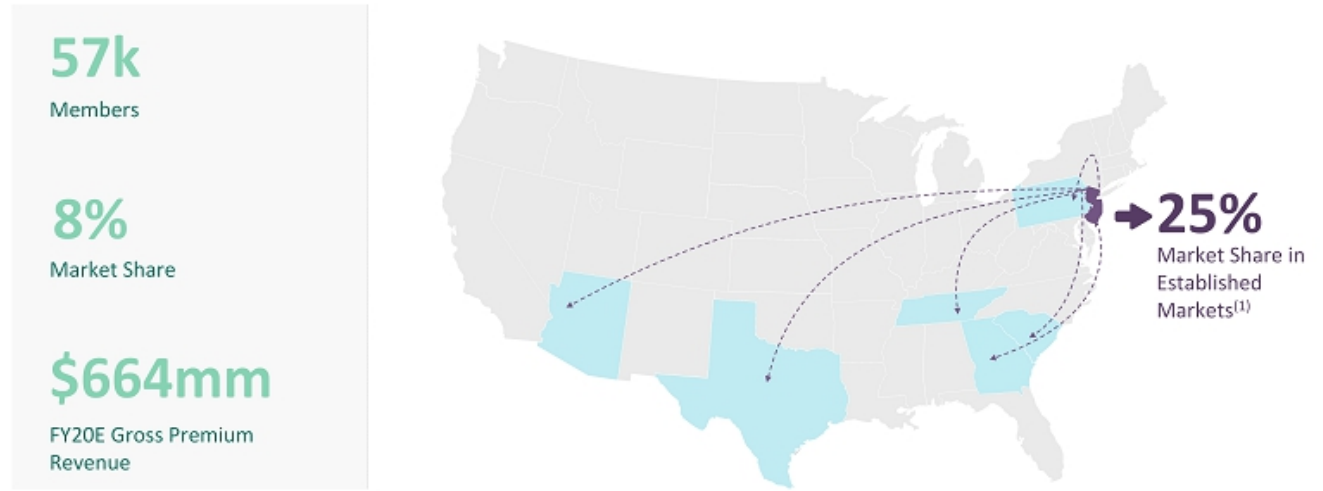 57k
Members
8%
Market Share
$664mm
FY20E Gross Premium
Revenue
25%
Market Share in
Established
Markets(1)